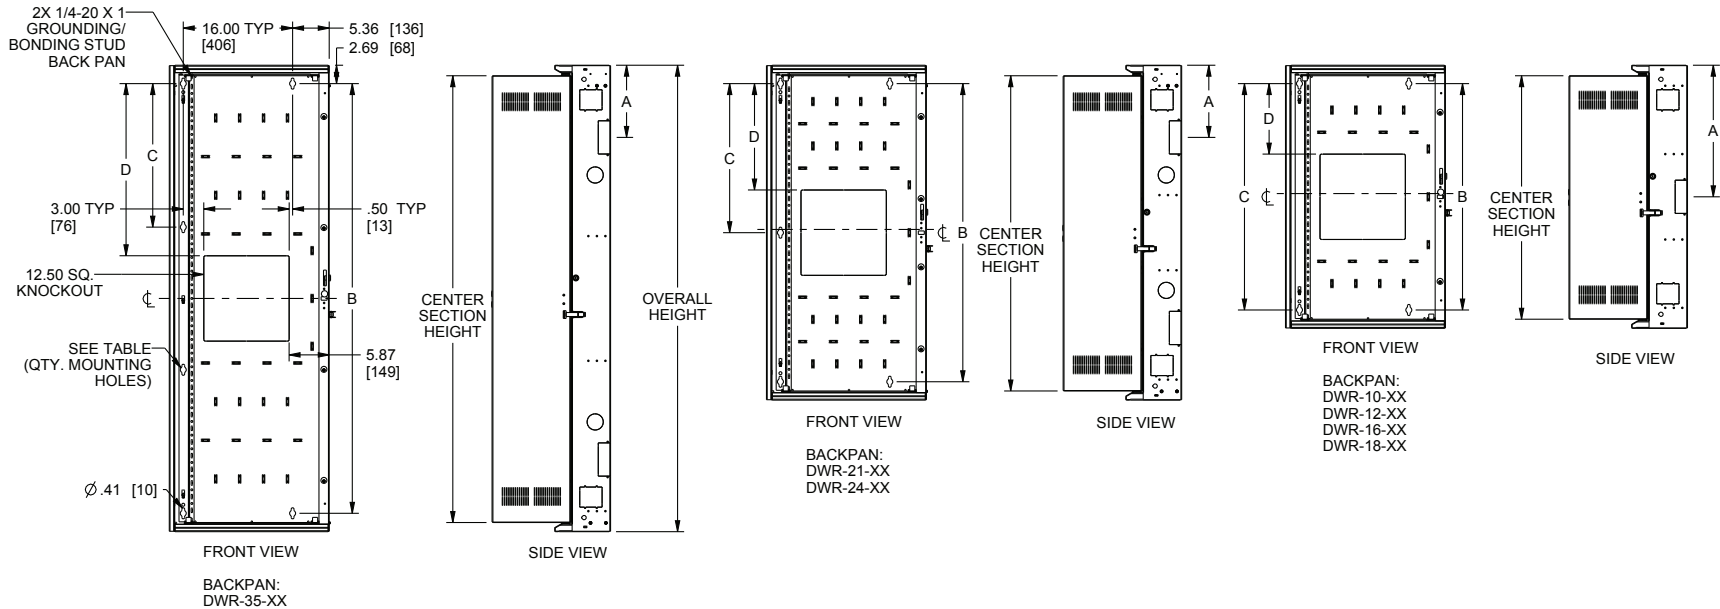 2X 1/4-20 X 1
GROUNDING/
BONDING STUD
BACK PAN
16.00 TYP
[406]
5.36 [136]
2.69 [68]
D
C
3.00 TYP
[76]
.50 TYP
[13]
12.50 SQ.
KNOCKOUT
℄
B
SEE TABLE
(QTY. MOUNTING
HOLES)
5.87
[149]
Ø.41 [10]
FRONT VIEW
BACKPAN:
DWR-35-XX
CENTER
SECTION
HEIGHT
A
OVERALL
HEIGHT
SIDE VIEW
C
D
℄
B
FRONT VIEW
BACKPAN:
DWR-21-XX
DWR-24-XX
CENTER
SECTION
HEIGHT
A
SIDE VIEW
D
C
℄
B
FRONT VIEW
BACKPAN:
DWR-10-XX
DWR-12-XX
DWR-16-XX
DWR-18-XX
CENTER
SECTION
HEIGHT
A
SIDE VIEW